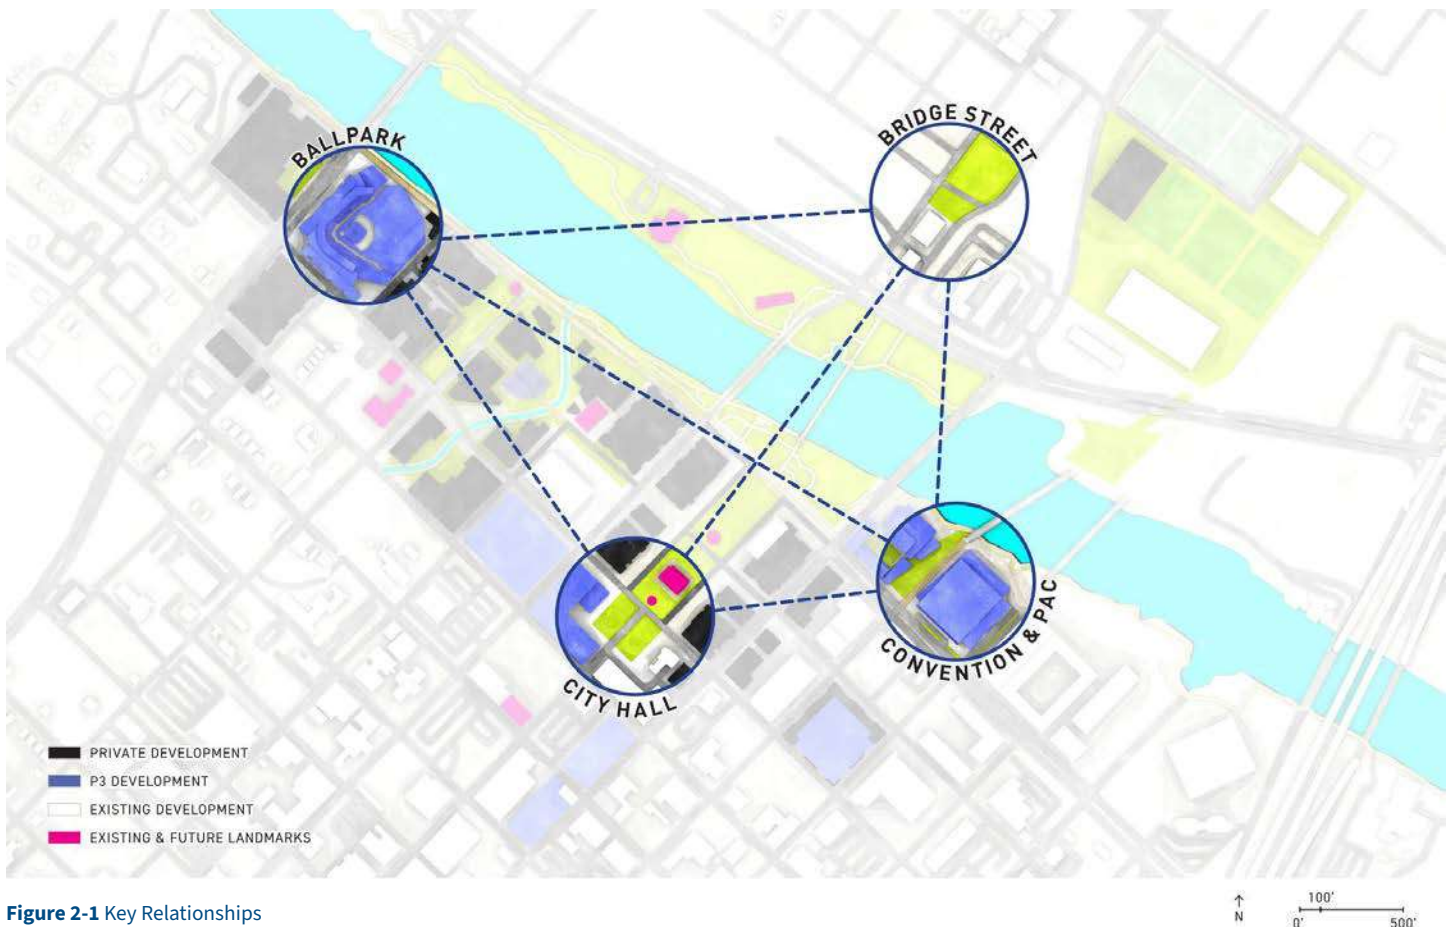 BALLPARK
BRIDGE STREET
CITY HALL
CONVENTION & PAC
PRIVATE DEVELOPMENT
P3 DEVELOPMENT
EXISTING DEVELOPMENT
EXISTING & FUTURE LANDMARKS
Figure 2-1 Key Relationships
N
100'
0' 500'